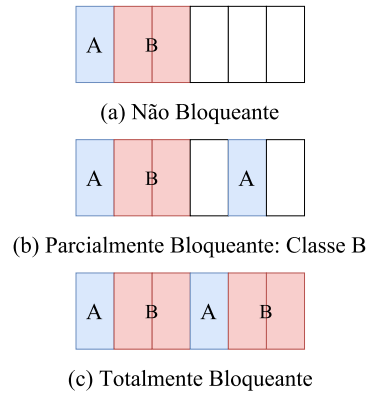 A B
(a) Não Bloqueante
A B A
(b) Parcialmente Bloqueante: Classe B
A B A B
(c) Totalmente Bloqueante